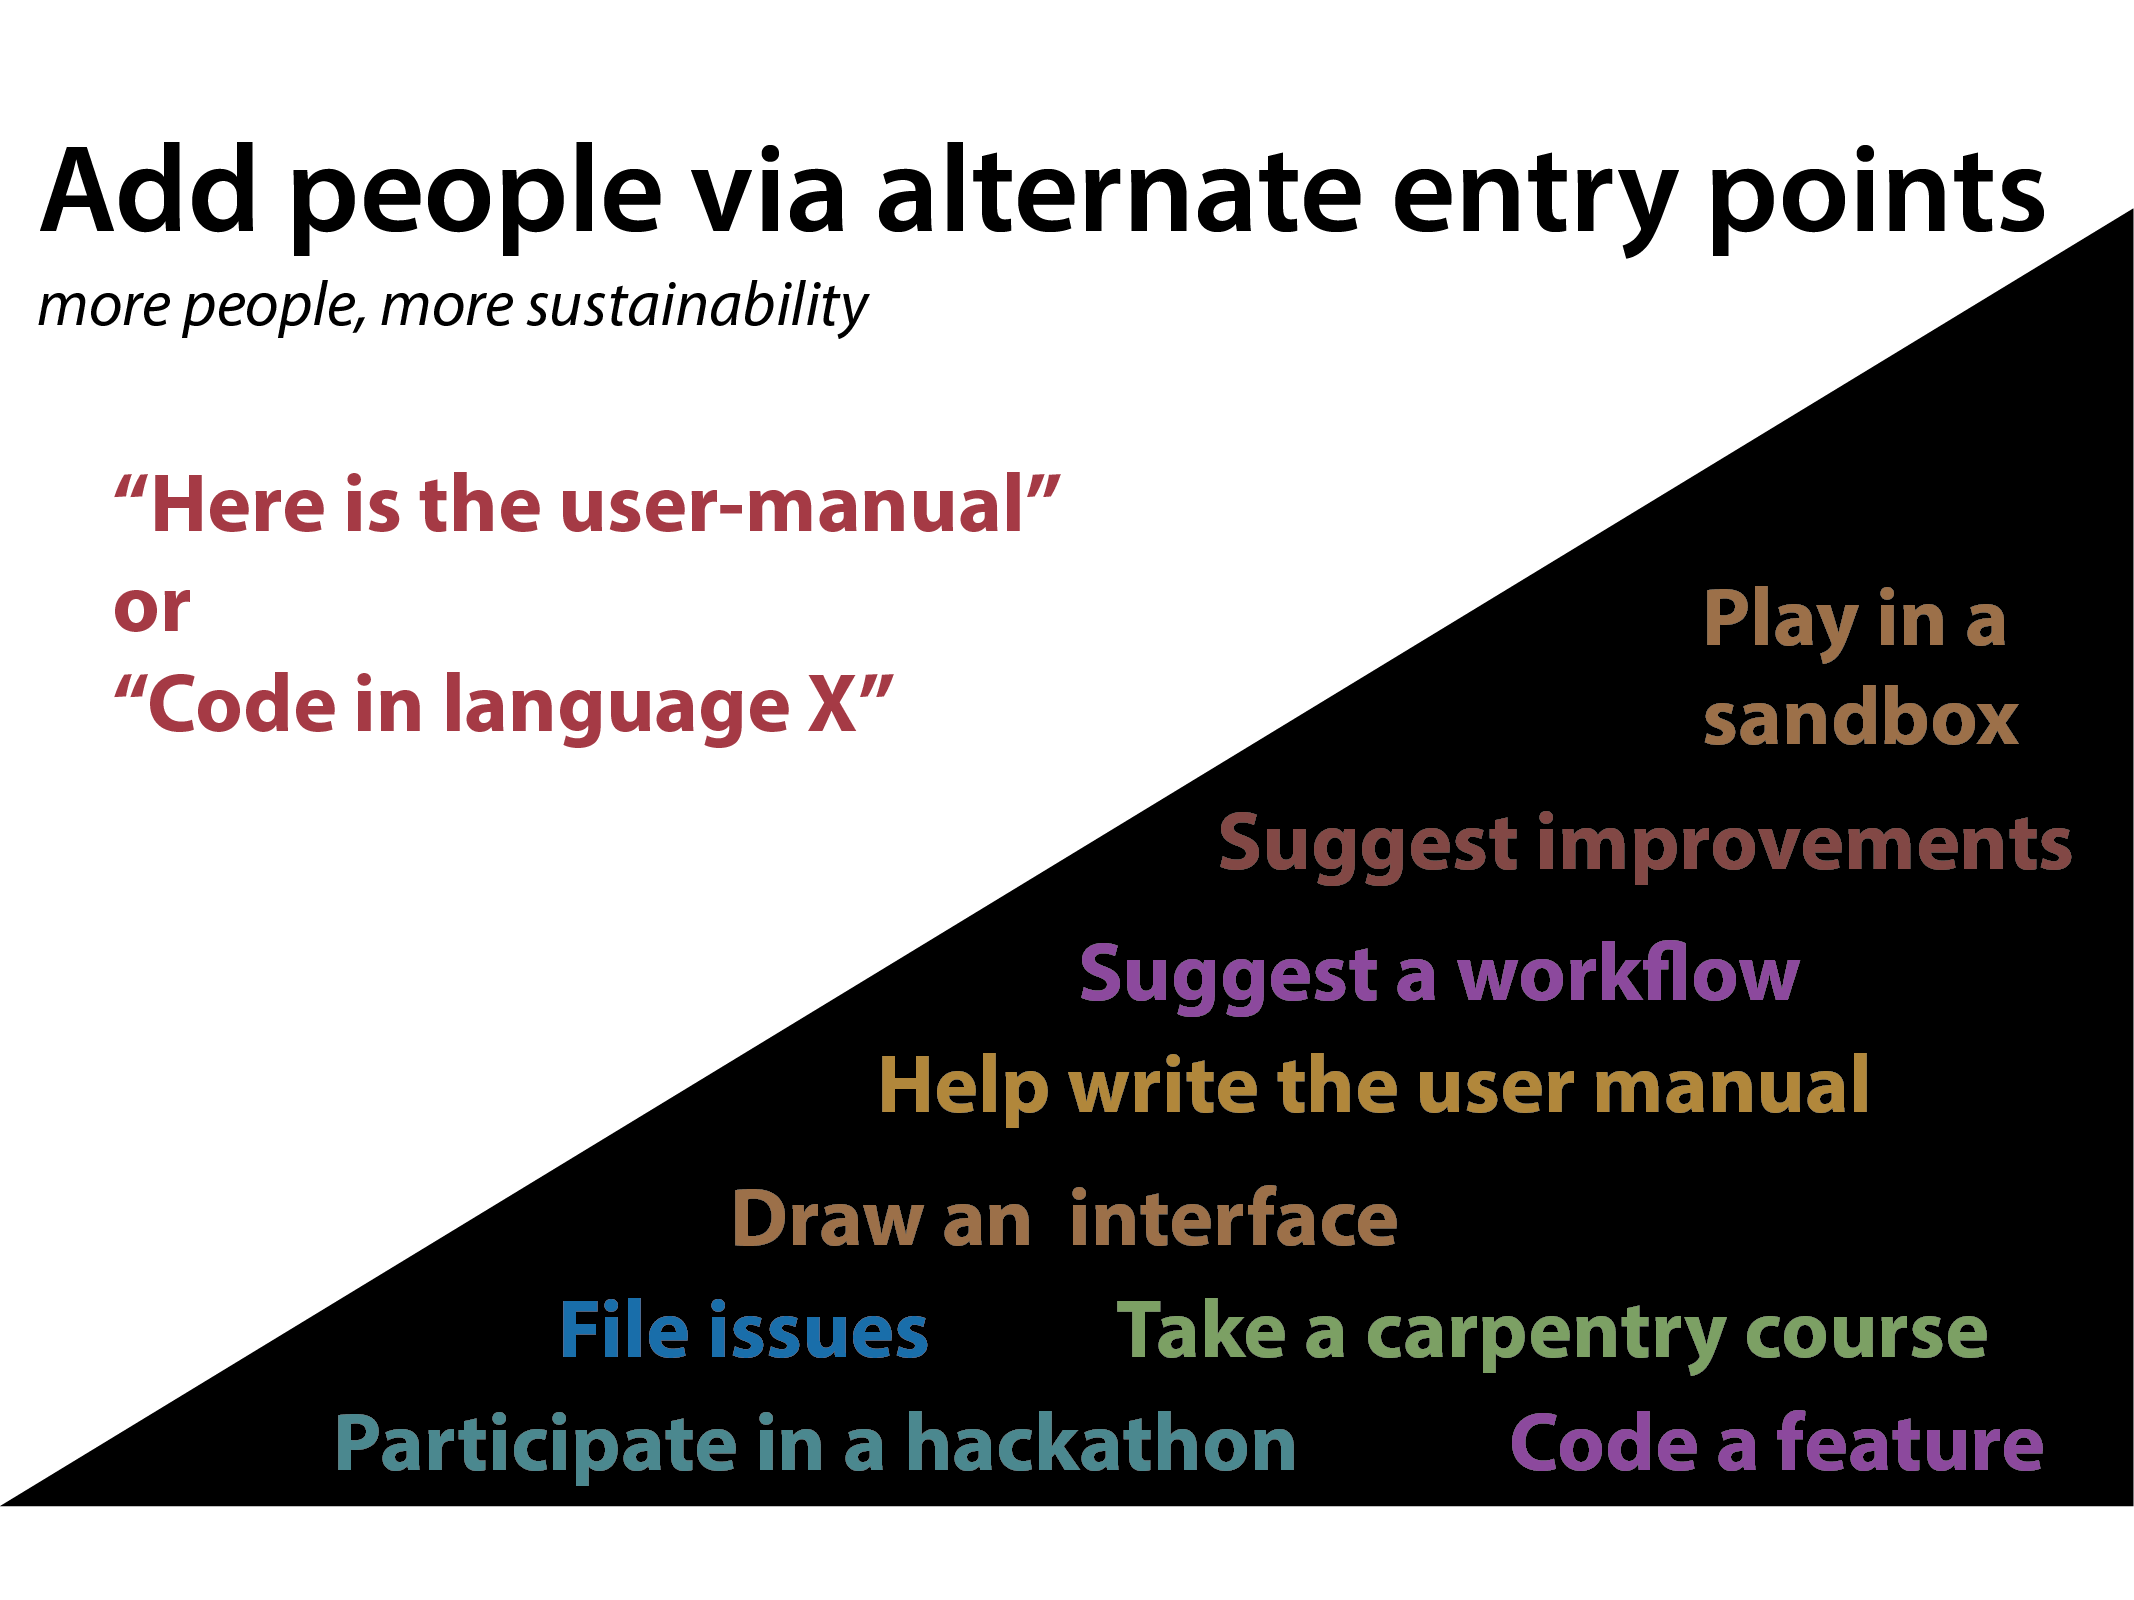 Add people via alternate entry points
more people, more sustainability
“Here is the user-manual”
or
“Code in language X”
Play in a
sandbox
Suggest improvements
Suggest a workflow
Help write the user manual
Draw an  interface
File issues
Take a carpentry course
Participate in a hackathon
Code a feature